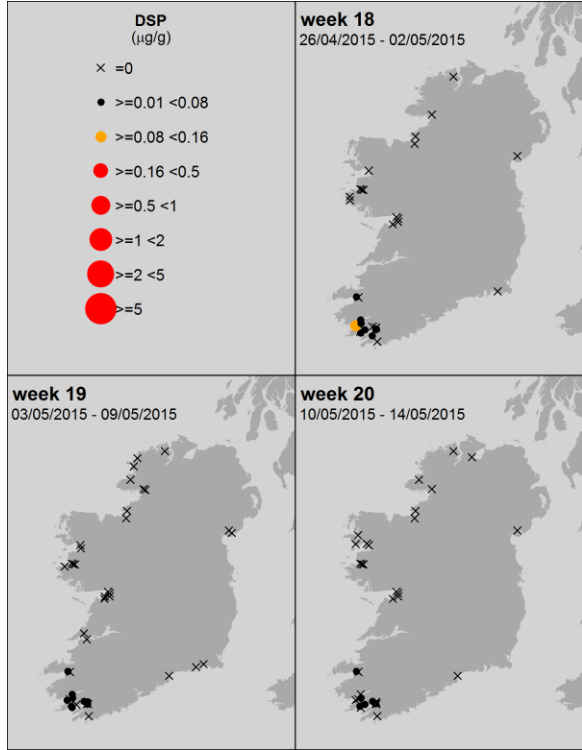 DSP
(µg/g)
=0
>=0.01 <0.08
>=0.08 <0.16
>=0.16 <0.5
>=0.5 <1
>=1 <2
>=2 <5
>=5
week 18
26/04/2015 - 02/05/2015
week 19
03/05/2015 - 09/05/2015
week 20
10/05/2015 - 14/05/2015